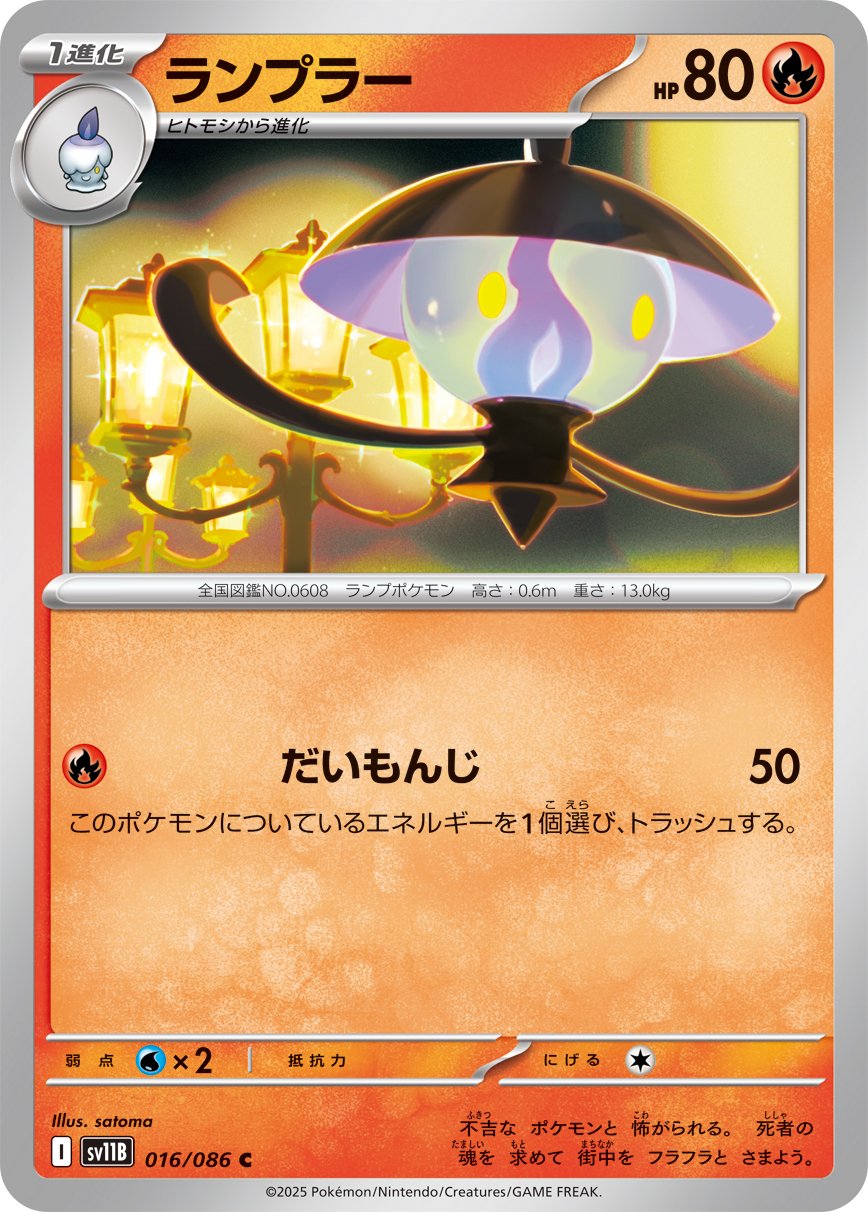 1進化
ランプラー
HP80
ヒトモシから進化
全国図鑑NO.0608 ランプポケモン 高さ：0.6m 重さ：13.0kg
だいもんじ 50
このポケモンについているエネルギーを1個選び、トラッシュする。
弱点 ×2 抵抗力 にげる
Illus. satoma
不吉な ポケモンと 怖がられる。 死者の
魂を 求めて 街中を フラフラと さまよう。
I sv11B 016/086 C
©2025 Pokémon/Nintendo/Creatures/GAME FREAK.